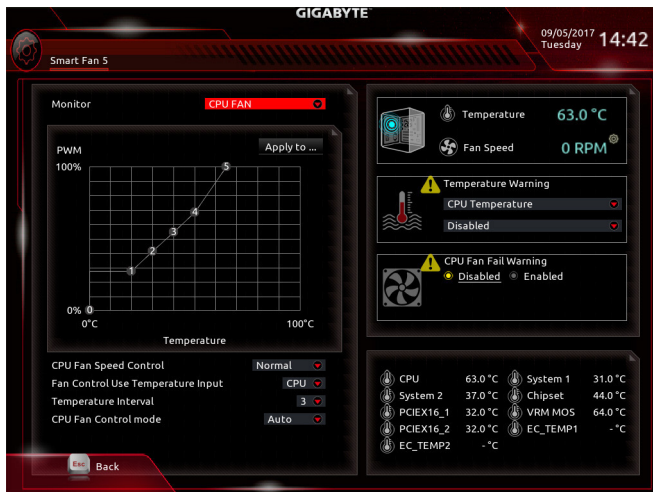 GIGABYTE™
09/05/2017
Tuesday
14:42
Smart Fan 5
Monitor CPU FAN
PWM
Apply to ...
100%
5
4
3
2
1
0% 0
0°C 100°C
Temperature
CPU Fan Speed Control Normal
Fan Control Use Temperature Input CPU
Temperature Interval 3
CPU Fan Control mode Auto
Esc Back
Temperature 63.0 °C
Fan Speed 0 RPM
Temperature Warning
CPU Temperature
Disabled
CPU Fan Fail Warning
Disabled Enabled
CPU 63.0 °C System 1 31.0 °C
System 2 37.0 °C Chipset 44.0 °C
PCIEX16_1 32.0 °C VRM MOS 64.0 °C
PCIEX16_2 32.0 °C EC_TEMP1 - °C
EC_TEMP2 - °C